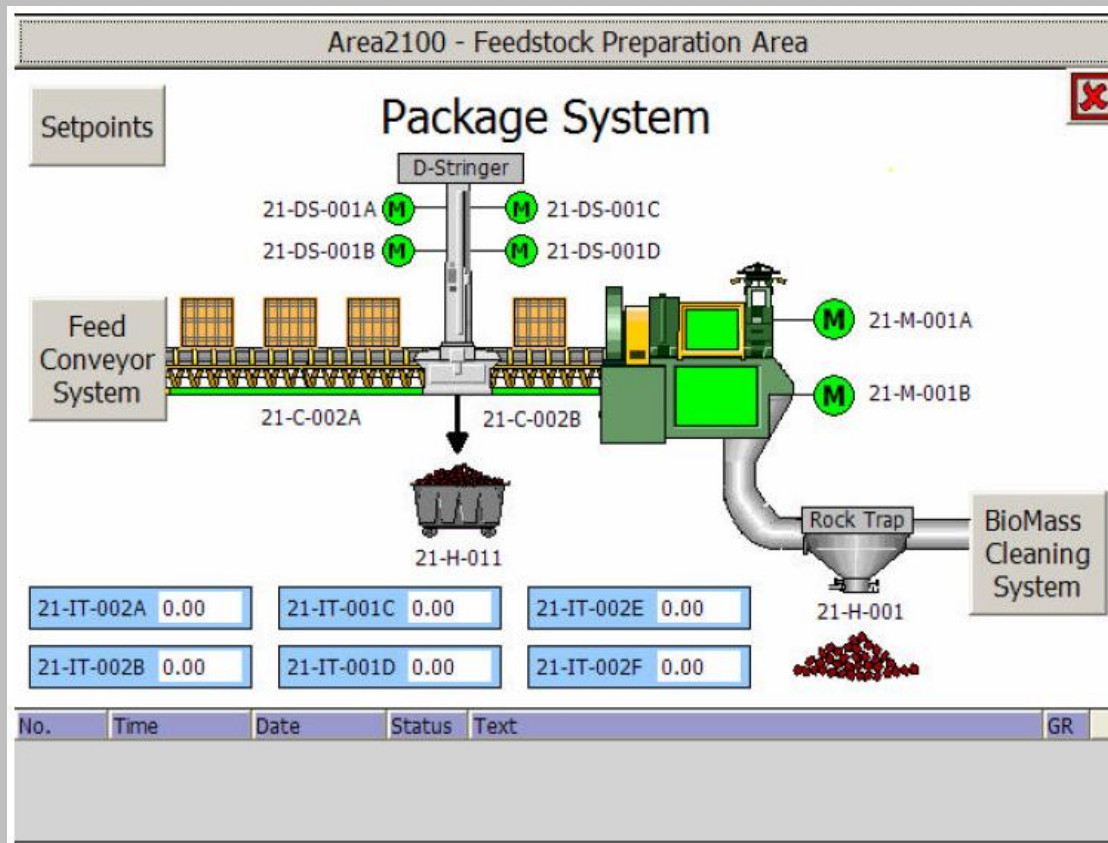 Area2100 - Feedstock Preparation Area
Setpoints
Package System
D-Stringer
21-DS-001A M M 21-DS-001C
21-DS-001B M M 21-DS-001D
Feed
Conveyor
System
M 21-M-001A
M 21-M-001B
21-C-002A 21-C-002B
21-H-011
Rock Trap
BioMass
Cleaning
System
21-H-001
21-IT-002A 0.00 21-IT-001C 0.00 21-IT-002E 0.00
21-IT-002B 0.00 21-IT-001D 0.00 21-IT-002F 0.00
No. Time Date Status Text GR